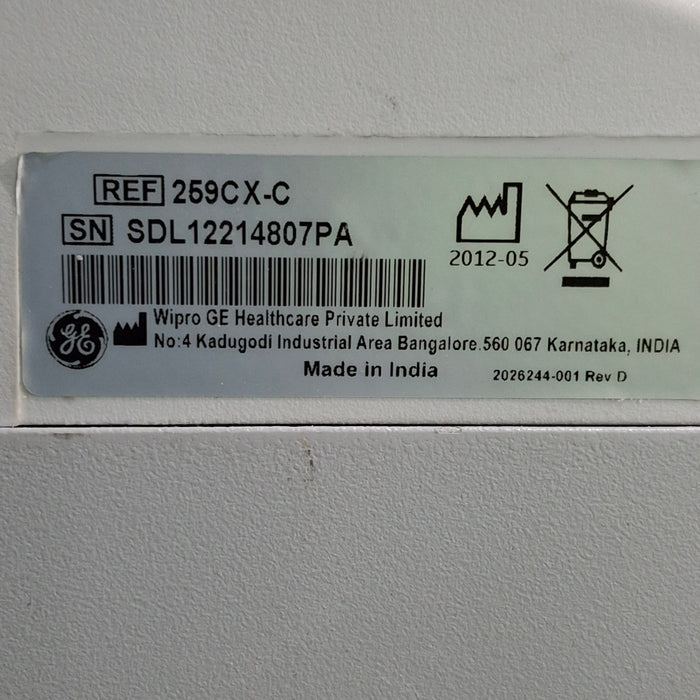 REF 259CX-C
SN SDL12214807PA
2012-05
GE
Wipro GE Healthcare Private Limited
No:4 Kadugodi Industrial Area Bangalore.560 067 Karnataka, INDIA
Made in India
2026244-001 Rev D